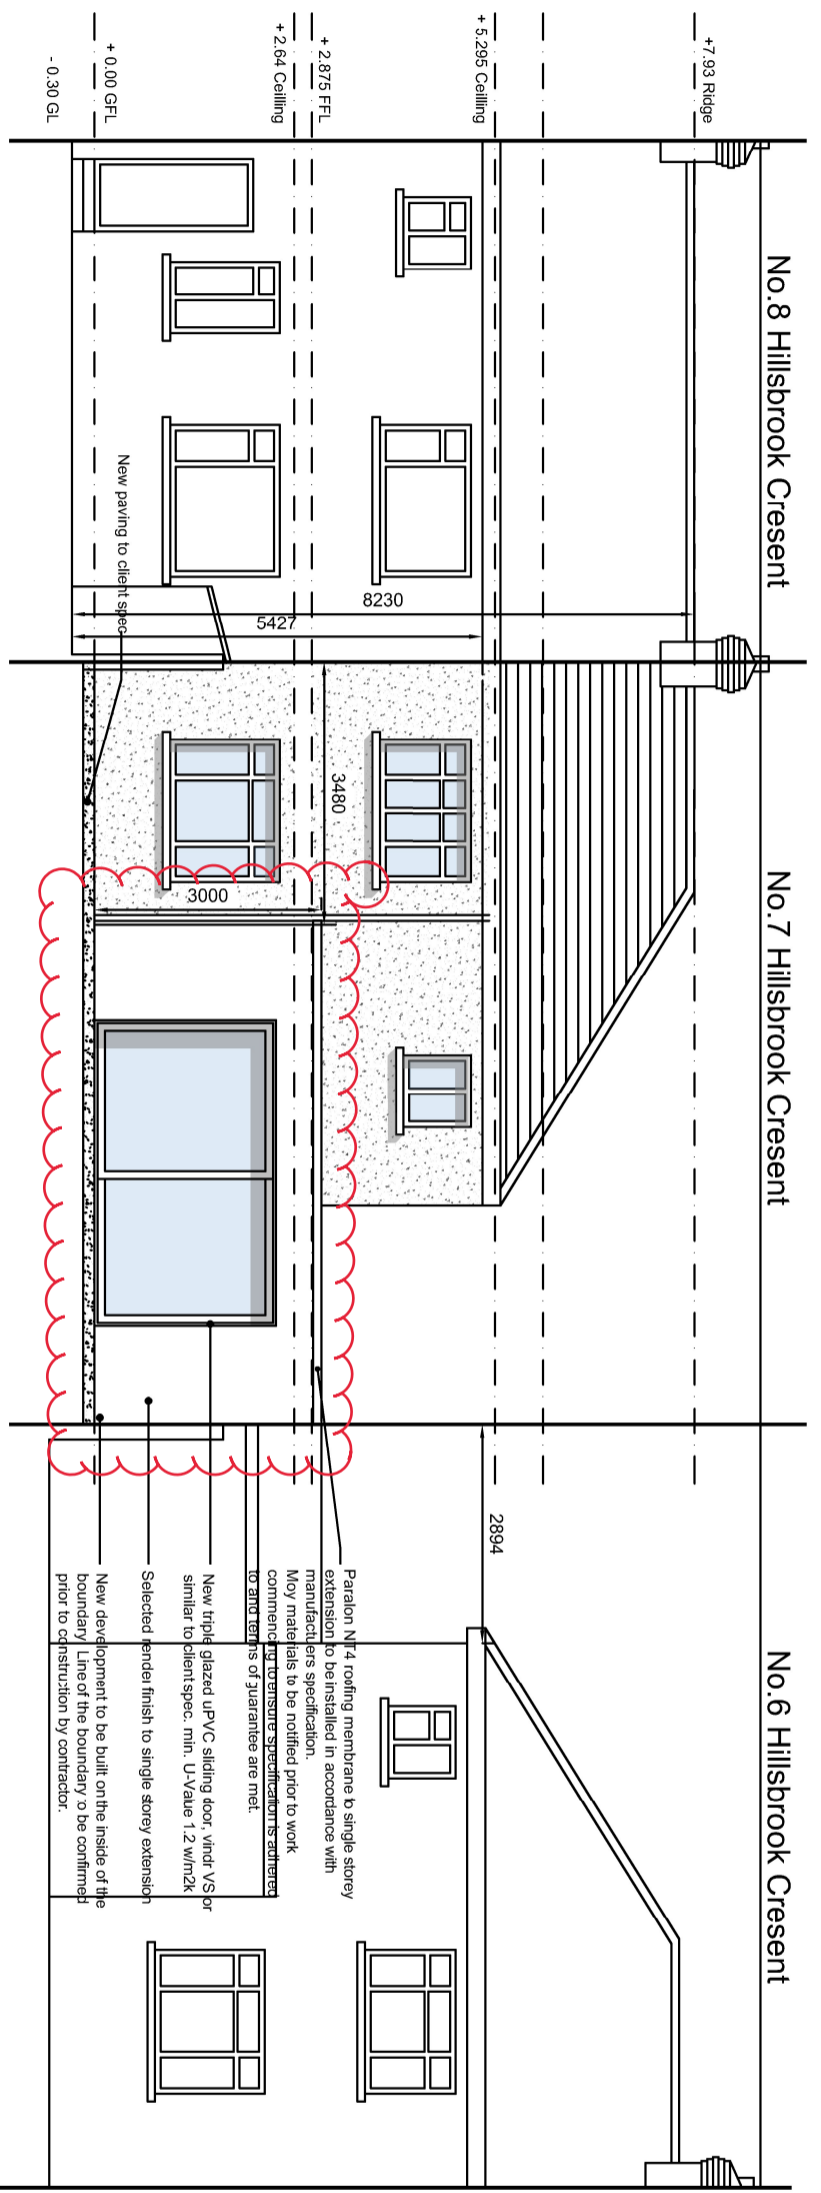 No.8 Hillsbrook Cresent
No.7 Hillsbrook Cresent
No.6 Hillsbrook Cresent
+7.93 Ridge
+ 5.295 Ceilling
+ 2.875 FFL
+ 2.64 Ceilling
+ 0.00 GFL
- 0.30 GL
8230
5427
3480
3000
2894
New paving to client spec
Paralon NT4 roofing membrane to single storey
extension to be installed in accordance with
manufactuers specification.
Moy materials to be notified prior to work
commencing to ensure specification is adhered
to and terms of guarantee are met.
New triple glazed uPVC sliding door, vindr VS or
similar to client spec. min. U-Value 1.2 w/m2k
Selected render finish to single storey extension
New development to be built on the inside of the
boundary. Line of the boundary to be confirmed
prior to construction by contractor.